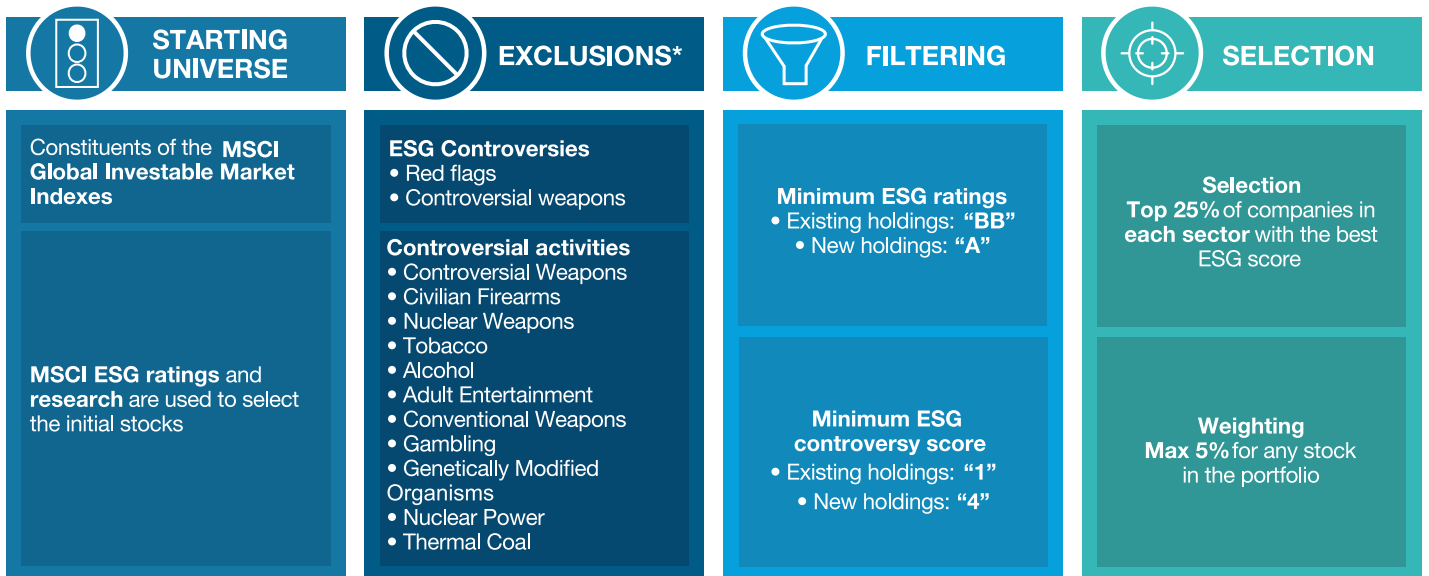 STARTING
UNIVERSE
Constituents of the MSCI
Global Investable Market
Indexes
MSCI ESG ratings and
research are used to select
the initial stocks
EXCLUSIONS*
ESG Controversies
• Red flags
• Controversial weapons
Controversial activities
• Controversial Weapons
• Civilian Firearms
• Nuclear Weapons
• Tobacco
• Alcohol
• Adult Entertainment
• Conventional Weapons
• Gambling
• Genetically Modified
Organisms
• Nuclear Power
• Thermal Coal
FILTERING
Minimum ESG ratings
• Existing holdings: “BB”
• New holdings: “A”
Minimum ESG
controversy score
• Existing holdings: “1”
• New holdings: “4”
SELECTION
Selection
Top 25% of companies in
each sector with the best
ESG score
Weighting
Max 5% for any stock
in the portfolio